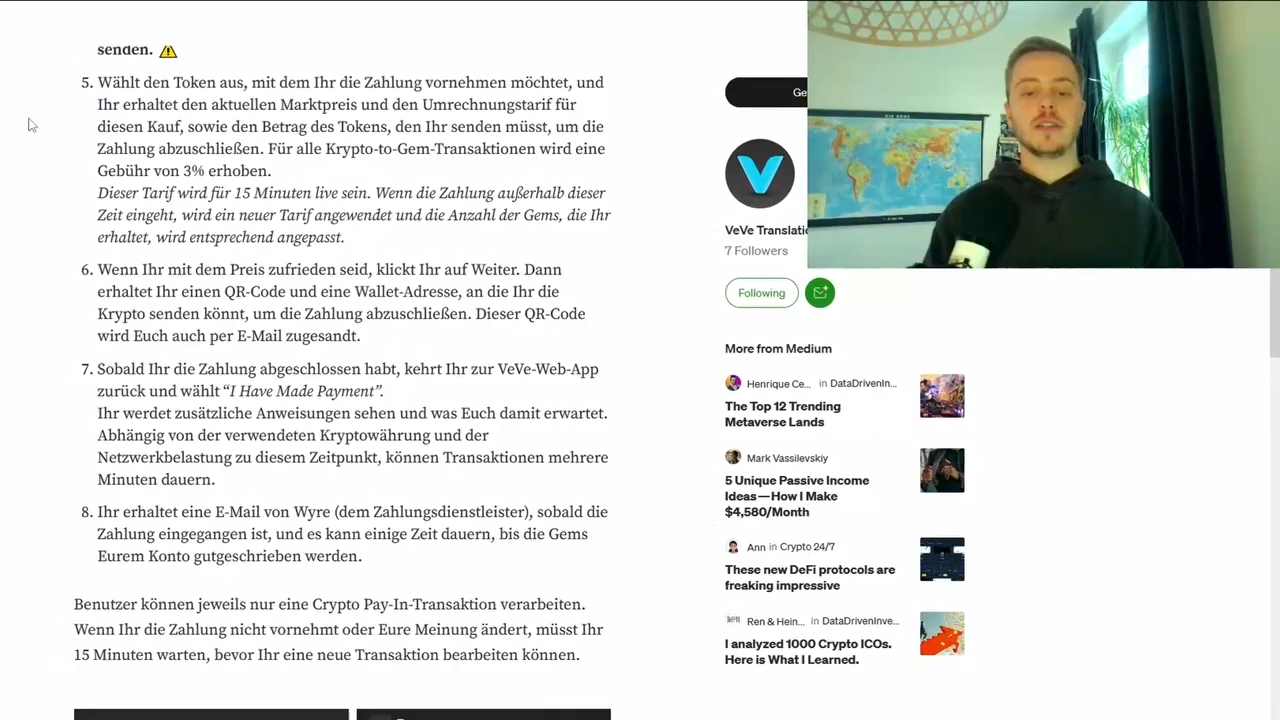 senden. ⚠
5. Wählt den Token aus, mit dem Ihr die Zahlung vornehmen möchtet, und
Ihr erhaltet den aktuellen Marktpreis und den Umrechnungstarif für
diesen Kauf, sowie den Betrag des Tokens, den Ihr senden müsst, um die
Zahlung abzuschließen. Für alle Krypto-to-Gem-Transaktionen wird eine
Gebühr von 3% erhoben.
Dieser Tarif wird für 15 Minuten live sein. Wenn die Zahlung außerhalb dieser
Zeit eingeht, wird ein neuer Tarif angewendet und die Anzahl der Gems, die Ihr
erhaltet, wird entsprechend angepasst.
6. Wenn Ihr mit dem Preis zufrieden seid, klickt Ihr auf Weiter. Dann
erhaltet Ihr einen QR-Code und eine Wallet-Adresse, an die Ihr die
Krypto senden könnt, um die Zahlung abzuschließen. Dieser QR-Code
wird Euch auch per E-Mail zugesandt.
7. Sobald Ihr die Zahlung abgeschlossen habt, kehrt Ihr zur VeVe-Web-App
zurück und wählt “I Have Made Payment”.
Ihr werdet zusätzliche Anweisungen sehen und was Euch damit erwartet.
Abhängig von der verwendeten Kryptowährung und der
Netzwerkbelastung zu diesem Zeitpunkt, können Transaktionen mehrere
Minuten dauern.
8. Ihr erhaltet eine E-Mail von Wyre (dem Zahlungsdienstleister), sobald die
Zahlung eingegangen ist, und es kann einige Zeit dauern, bis die Gems
Eurem Konto gutgeschrieben werden.
Benutzer können jeweils nur eine Crypto Pay-In-Transaktion verarbeiten.
Wenn Ihr die Zahlung nicht vornehmt oder Eure Meinung ändert, müsst Ihr
15 Minuten warten, bevor Ihr eine neue Transaktion bearbeiten können.
Ge
VeVe Translatio
7 Followers
Following
More from Medium
Henrique Ce... in DataDrivenIn...
The Top 12 Trending
Metaverse Lands
Mark Vassilevskiy
5 Unique Passive Income
Ideas — How I Make
$4,580/Month
Ann in Crypto 24/7
These new DeFi protocols are
freaking impressive
Ren & Hein... in DataDrivenInve...
I analyzed 1000 Crypto ICOs.
Here is What I Learned.
DIE ERDE